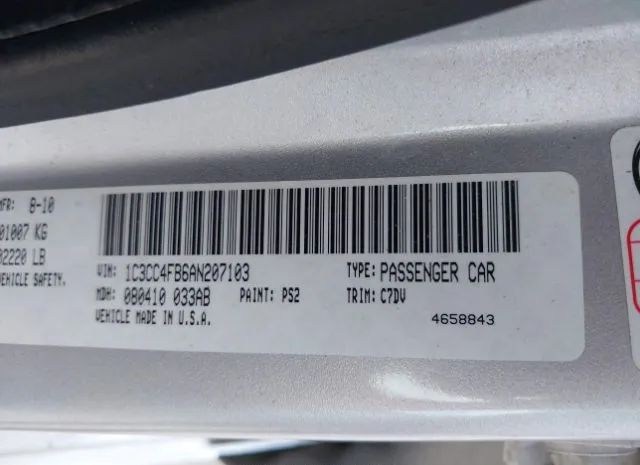 MFR: 8-10
01007 KG
02220 LB
VEHICLE SAFETY.
VIN: 1C3CC4FB6AN207103 TYPE: PASSENGER CAR
MDH: 080410 033AB PAINT: PS2 TRIM: C7DV
VEHICLE MADE IN U.S.A. 4658843